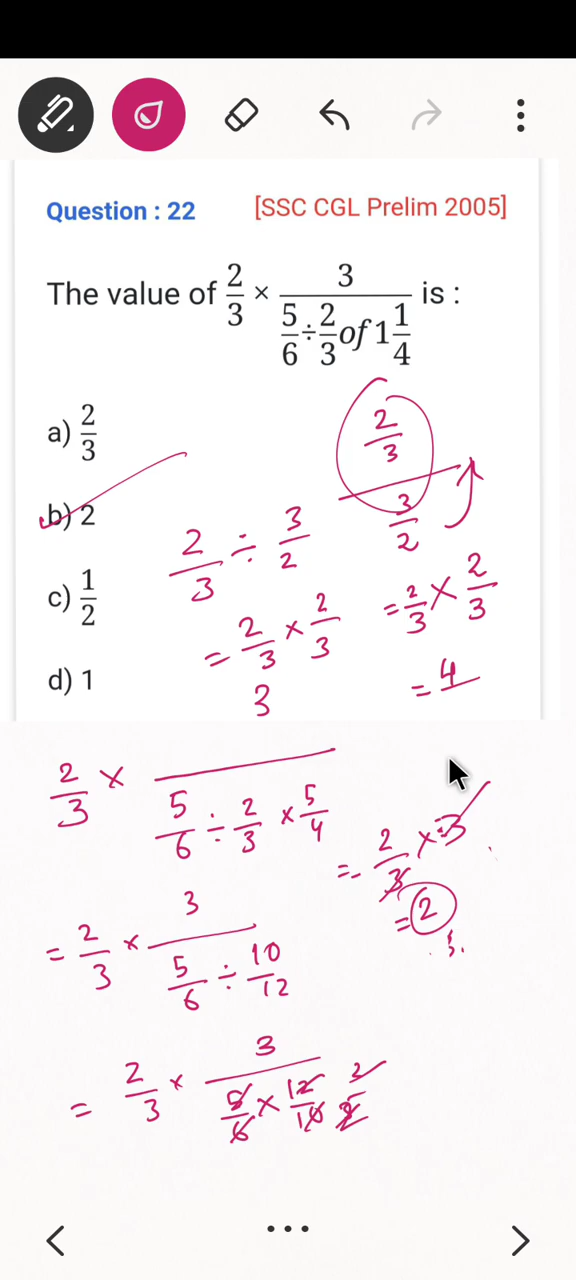 Question : 22 [SSC CGL Prelim 2005]
The value of 2/3 × 3/(5/6 ÷ 2/3 of 1 1/4) is :
a) 2/3
b) 2
c) 1/2
d) 1
(2/3)/(3/2)
2/3 ÷ 3/2
= 2/3 × 2/3
= 2/3 × 2/3
= 4
2/3 × 3/(5/6 ÷ 2/3 × 5/4)
= 2/3 × 3/(5/6 ÷ 10/12)
= 2/3 × 3/(5/6 × 12/10) 2/2
= 2/3 × 3
= 2